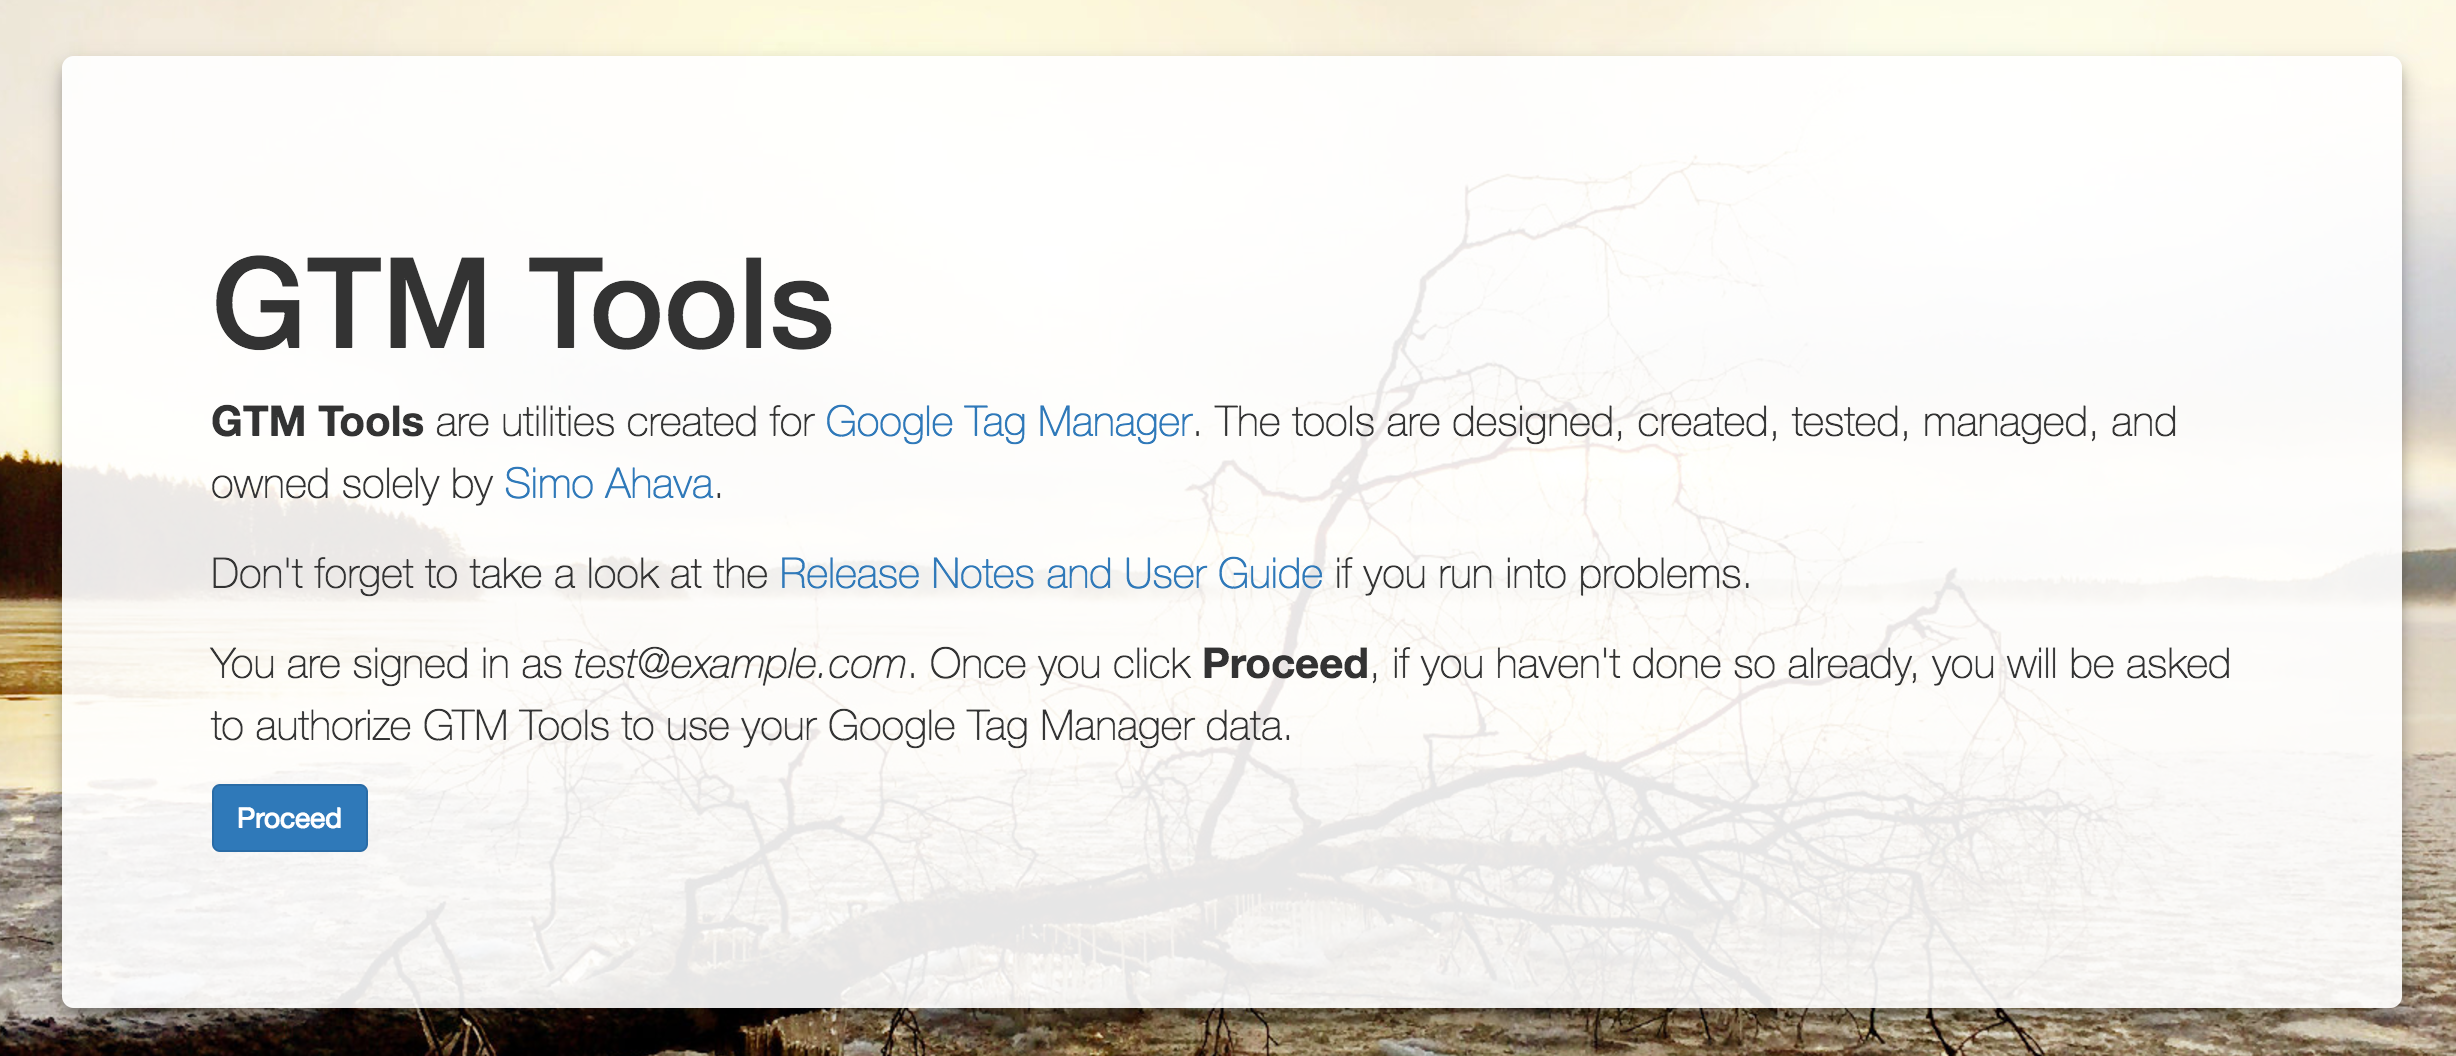 GTM Tools
GTM Tools are utilities created for Google Tag Manager. The tools are designed, created, tested, managed, and
owned solely by Simo Ahava.
Don't forget to take a look at the Release Notes and User Guide if you run into problems.
You are signed in as test@example.com. Once you click Proceed, if you haven't done so already, you will be asked
to authorize GTM Tools to use your Google Tag Manager data.
Proceed